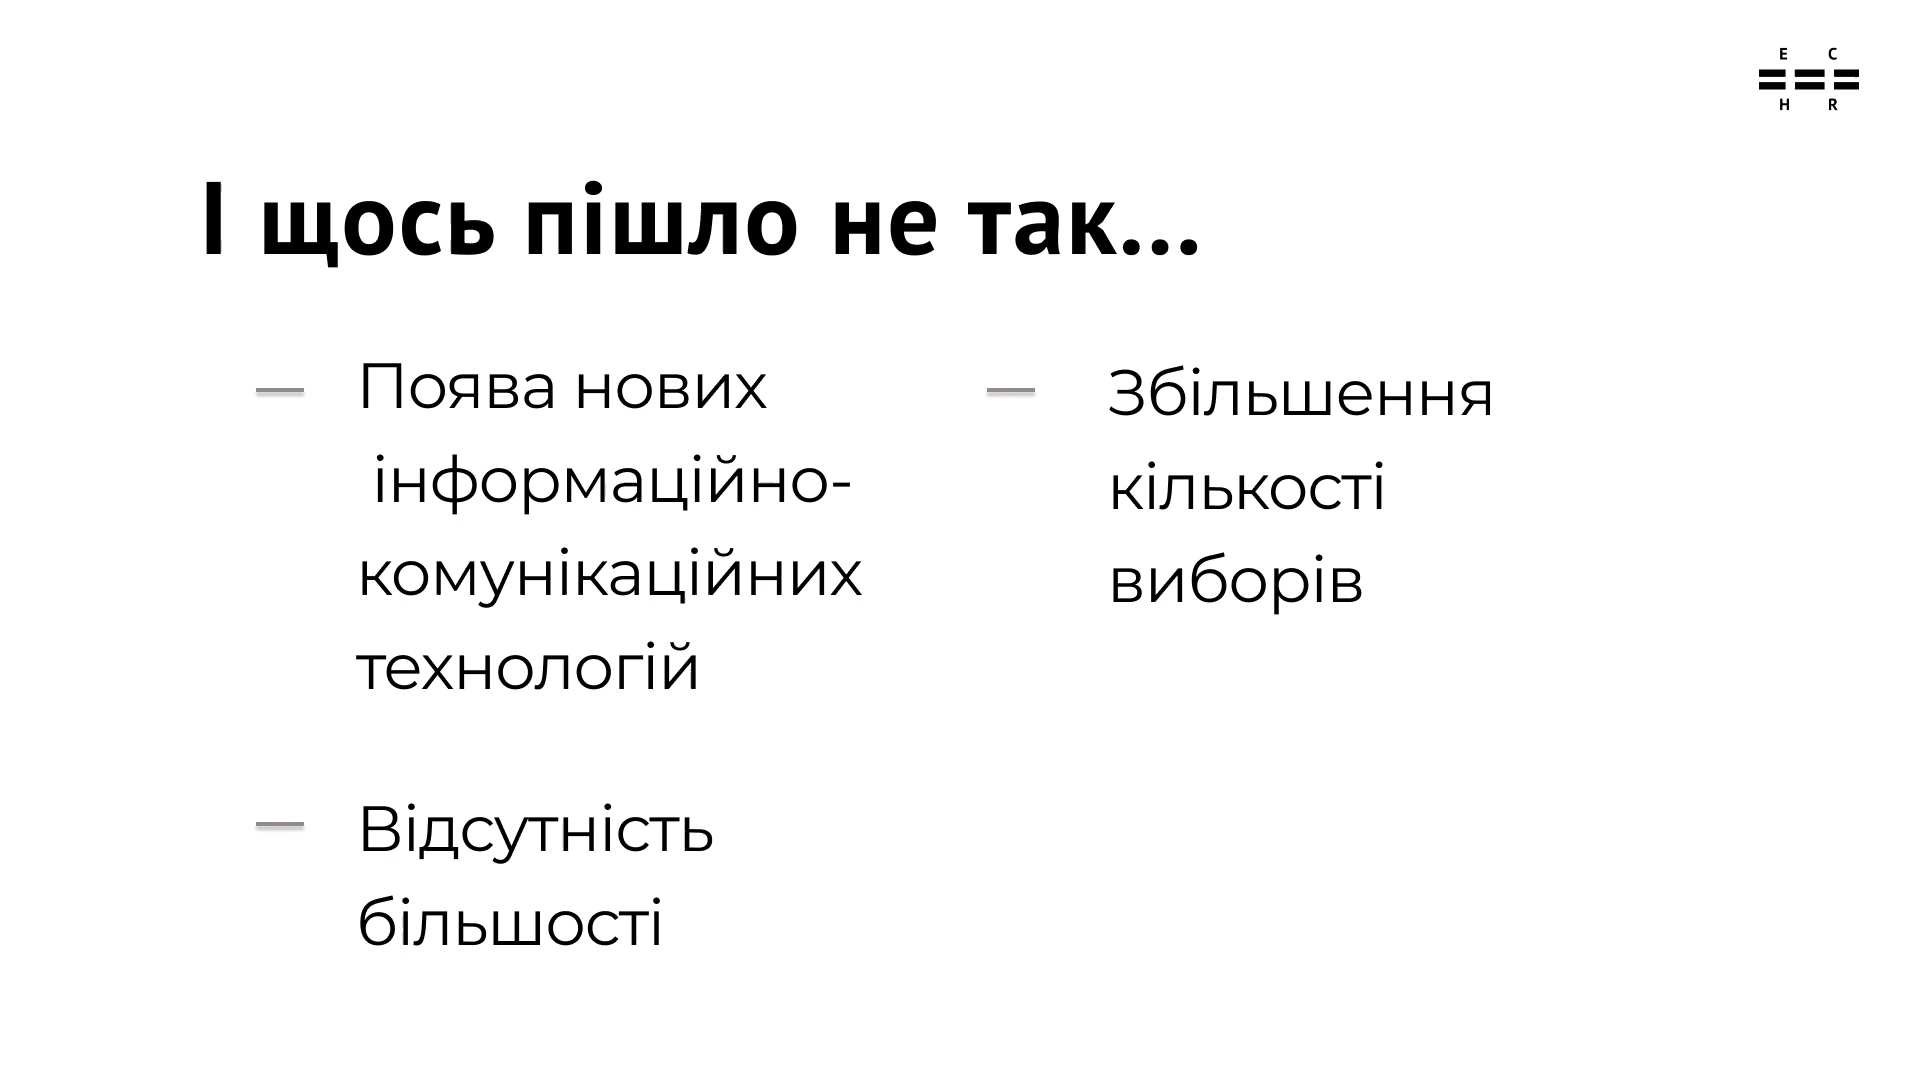 E C
H R
І щось пішло не так...
Поява нових
інформаційно-
комунікаційних
технологій
Відсутність
більшості
Збільшення
кількості
виборів